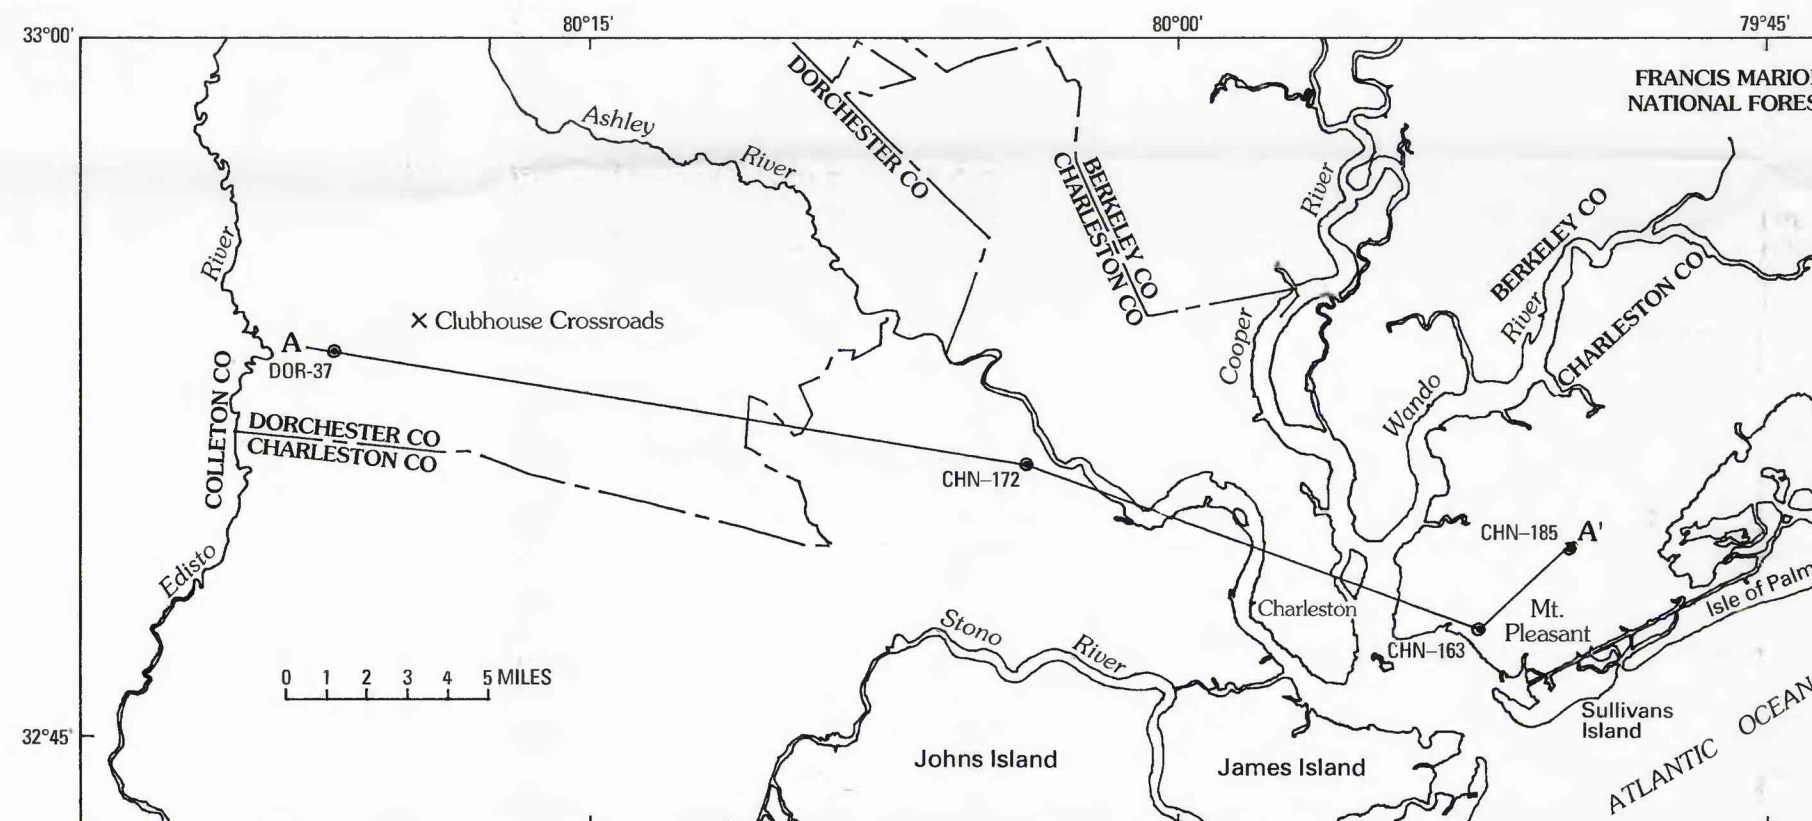 80°15'
80°00'
79°45'
33°00'
FRANCIS MARIO
NATIONAL FORES
DORCHESTER CO
Ashley
River
BERKELEY CO
CHARLESTON CO
River
BERKELEY CO
CHARLESTON CO
River
River
Cooper
Wando
× Clubhouse Crossroads
A
DOR-37
COLLETON CO
DORCHESTER CO
CHARLESTON CO
CHN–172
CHN–185
A'
Edisto
Charleston
Mt.
Pleasant
CHN–163
Isle of Palm
Stono
River
0 1 2 3 4 5 MILES
Sullivans
Island
32°45'
Johns Island
James Island
ATLANTIC OCEAN